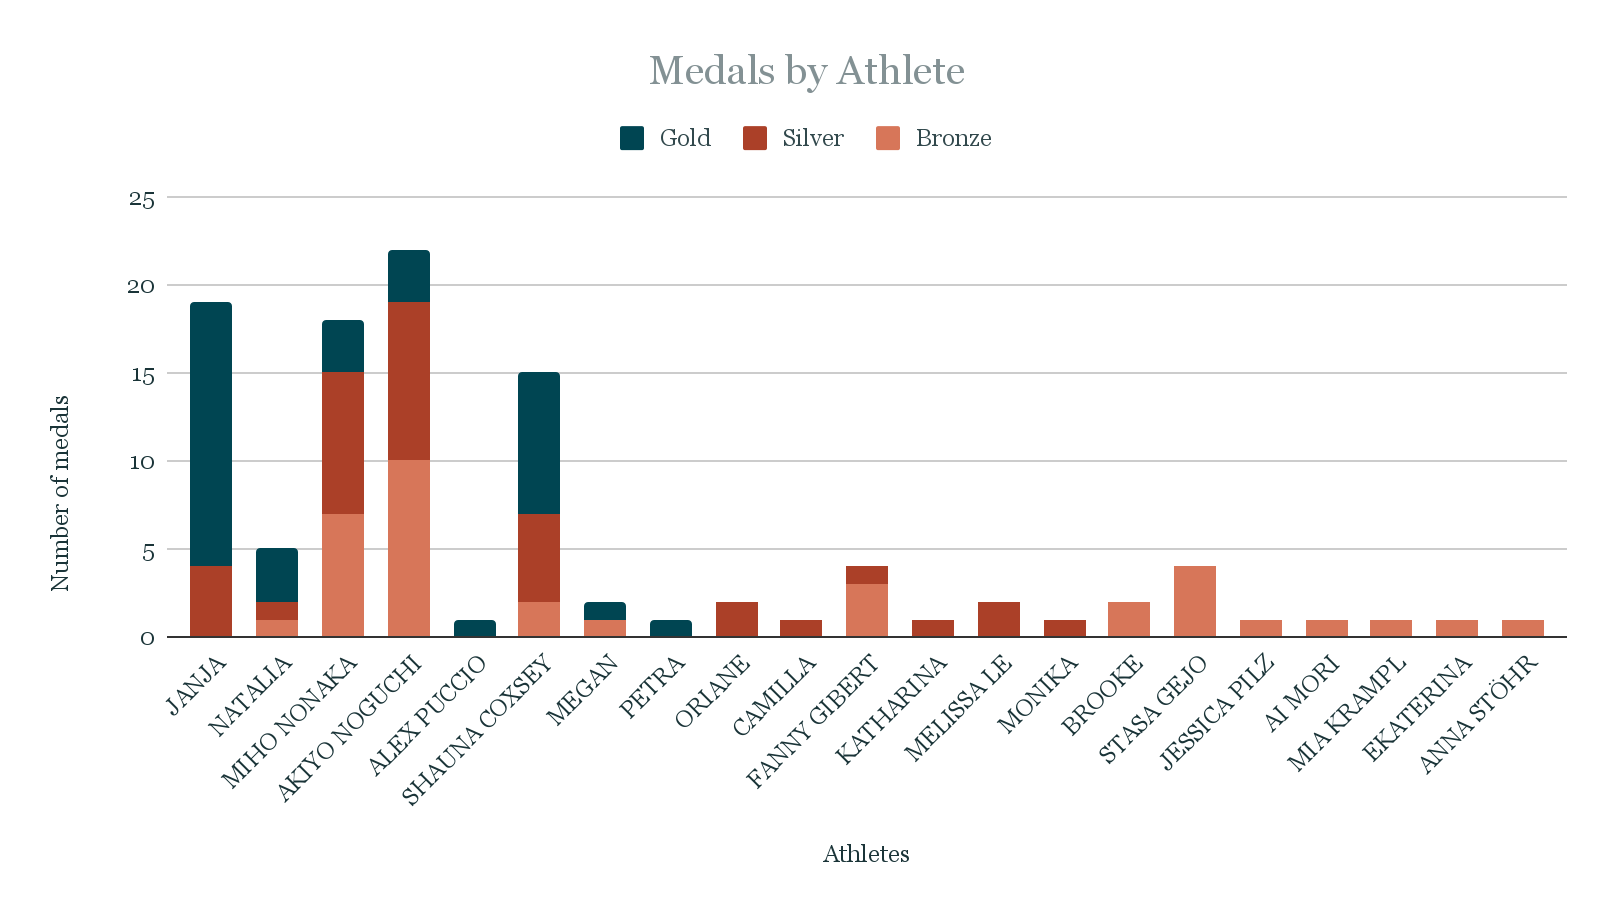 Medals by Athlete
Gold
Silver
Bronze
Number of medals
25
20
15
10
5
0
JANJA
NATALIA
MIHO NONAKA
AKIYO NOGUCHI
ALEX PUCCIO
SHAUNA COXSEY
MEGAN
PETRA
ORIANE
CAMILLA
FANNY GIBERT
KATHARINA
MELISSA LE
MONIKA
BROOKE
STASA GEJO
JESSICA PILZ
AI MORI
MIA KRAMPL
EKATERINA
ANNA STÖHR
Athletes